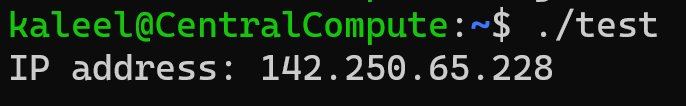 kaleel@CentralCompute:~$ ./test
IP address: 142.250.65.228